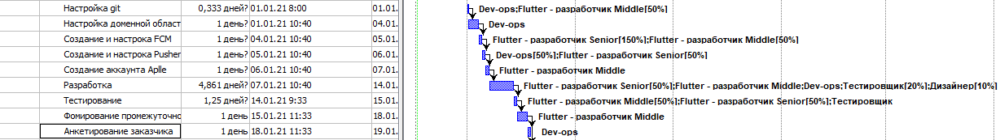 Настройка git 0,333 дней? 01.01.21 8:00 01.01. Dev-ops;Flutter - разработчик Middle[50%]
Настройка доменной област 1 день? 01.01.21 10:40 04.01. Dev-ops
Создание и настрока FCM 1 день? 04.01.21 10:40 05.01. Flutter - разработчик Senior[150%];Flutter - разработчик Middle[50%]
Создание и настрока Pusher 1 день? 05.01.21 10:40 06.01. Dev-ops[50%];Flutter - разработчик Senior[50%]
Создание аккаунта Aplle 1 день? 06.01.21 10:40 07.01. Flutter - разработчик Middle
Разработка 4,861 дней? 07.01.21 10:40 14.01. Flutter - разработчик Senior[50%];Flutter - разработчик Middle;Dev-ops;Тестировщик[20%];Дизайнер[10%]
Тестирование 1,25 дней? 14.01.21 9:33 15.01. Flutter - разработчик Middle[50%];Flutter - разработчик Senior[50%];Тестировщик
Фомирование промежуточно 1 день 15.01.21 11:33 18.01. Flutter - разработчик Middle
Анкетирование заказчика 1 день 18.01.21 11:33 19.01. Dev-ops